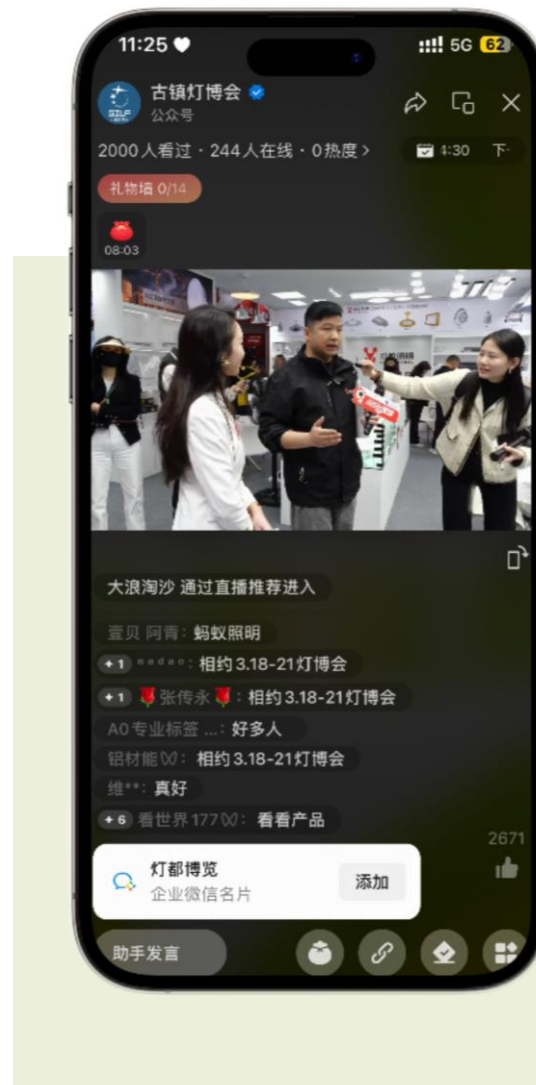 11:25
5G 62
古镇灯博会
公众号
2000人看过 · 244人在线 · 0热度 >
4:30 下·
礼物墙 0/14
08:03
大浪淘沙 通过直播推荐进入
壹贝 阿青：蚂蚁照明
+1 ⁿᵃᵈᵃᵒ：相约3.18-21灯博会
+1 🌹张传永🌹：相约3.18-21灯博会
A0专业标签 ...：好多人
铝材能：相约3.18-21灯博会
维**：真好
+6 看世界177：看看产品
2671
灯都博览
企业微信名片
添加
助手发言